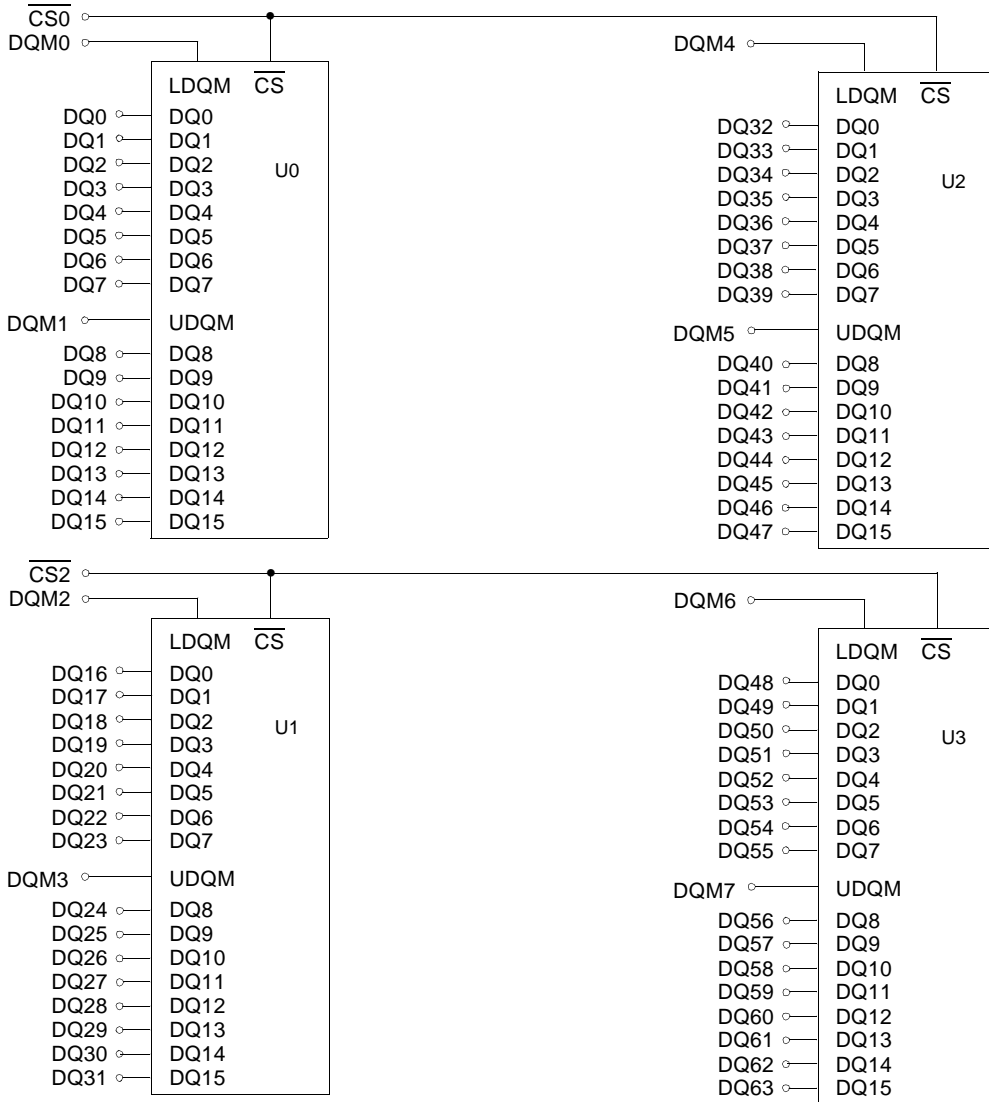 CS0
DQM0
LDQM CS
DQ0 DQ0
DQ1 DQ1
DQ2 DQ2
U0
DQ3 DQ3
DQ4 DQ4
DQ5 DQ5
DQ6 DQ6
DQ7 DQ7
DQM1 UDQM
DQ8 DQ8
DQ9 DQ9
DQ10 DQ10
DQ11 DQ11
DQ12 DQ12
DQ13 DQ13
DQ14 DQ14
DQ15 DQ15
DQM4
LDQM CS
DQ32 DQ0
DQ33 DQ1
DQ34 DQ2
U2
DQ35 DQ3
DQ36 DQ4
DQ37 DQ5
DQ38 DQ6
DQ39 DQ7
DQM5 UDQM
DQ40 DQ8
DQ41 DQ9
DQ42 DQ10
DQ43 DQ11
DQ44 DQ12
DQ45 DQ13
DQ46 DQ14
DQ47 DQ15
CS2
DQM2
LDQM CS
DQ16 DQ0
DQ17 DQ1
DQ18 DQ2
U1
DQ19 DQ3
DQ20 DQ4
DQ21 DQ5
DQ22 DQ6
DQ23 DQ7
DQM3 UDQM
DQ24 DQ8
DQ25 DQ9
DQ26 DQ10
DQ27 DQ11
DQ28 DQ12
DQ29 DQ13
DQ30 DQ14
DQ31 DQ15
DQM6
LDQM CS
DQ48 DQ0
DQ49 DQ1
DQ50 DQ2
U3
DQ51 DQ3
DQ52 DQ4
DQ53 DQ5
DQ54 DQ6
DQ55 DQ7
DQM7 UDQM
DQ56 DQ8
DQ57 DQ9
DQ58 DQ10
DQ59 DQ11
DQ60 DQ12
DQ61 DQ13
DQ62 DQ14
DQ63 DQ15